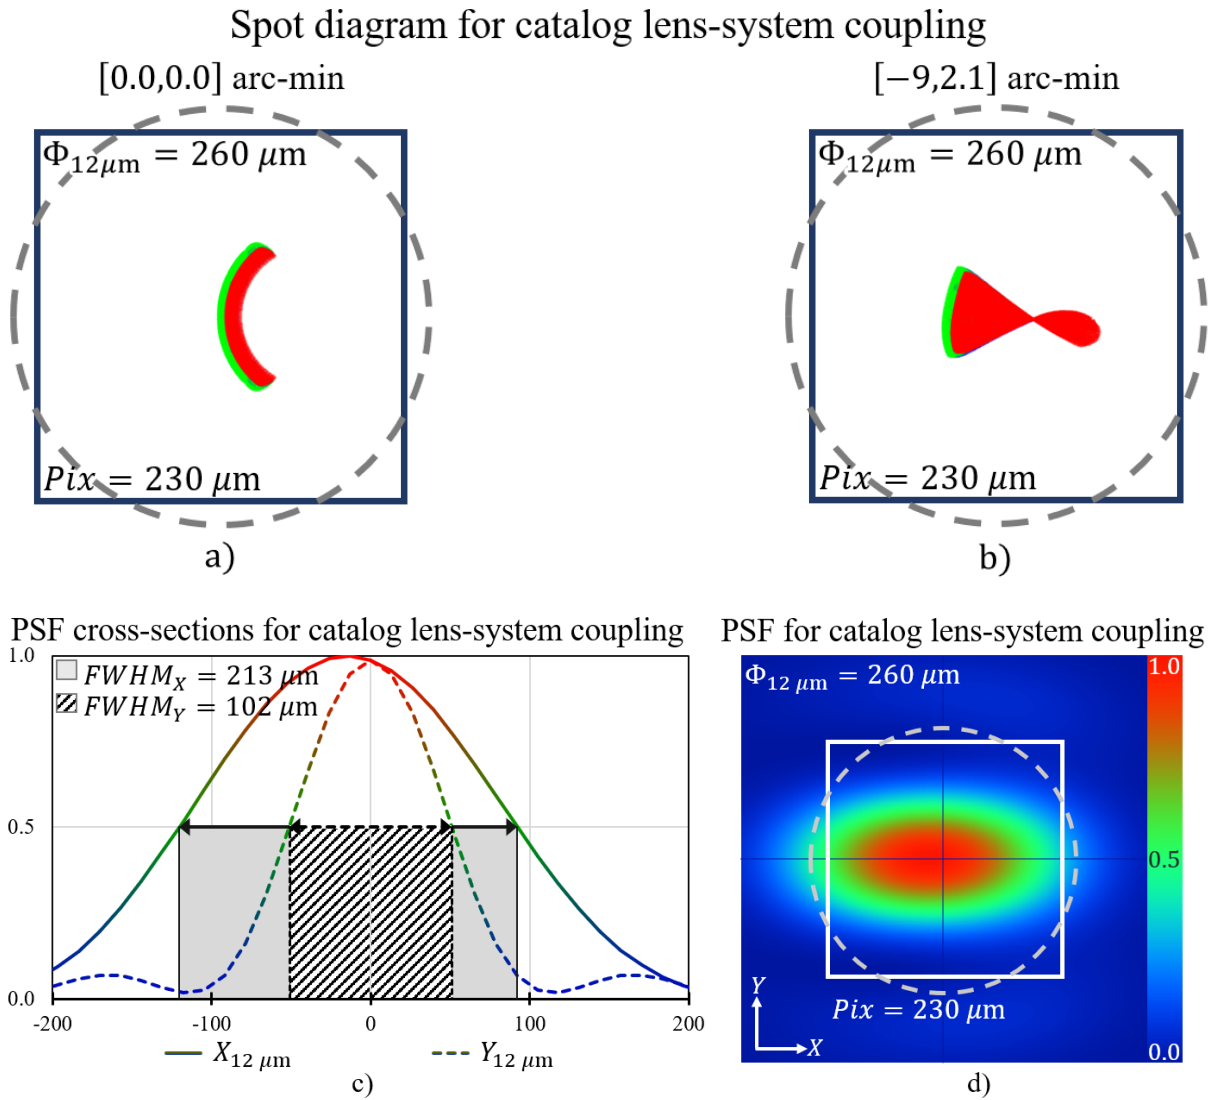 Spot diagram for catalog lens-system coupling
[0.0,0.0] arc-min
[−9,2.1] arc-min
Φ12μm = 260 μm
Φ12μm = 260 μm
Pix = 230 μm
Pix = 230 μm
a)
b)
PSF cross-sections for catalog lens-system coupling
1.0
FWHMX = 213 μm
FWHMY = 102 μm
0.5
0.0
-200
-100
0
100
200
X12 μm
Y12 μm
c)
PSF for catalog lens-system coupling
Φ12 μm = 260 μm
1.0
0.5
0.0
Pix = 230 μm
Y
X
d)